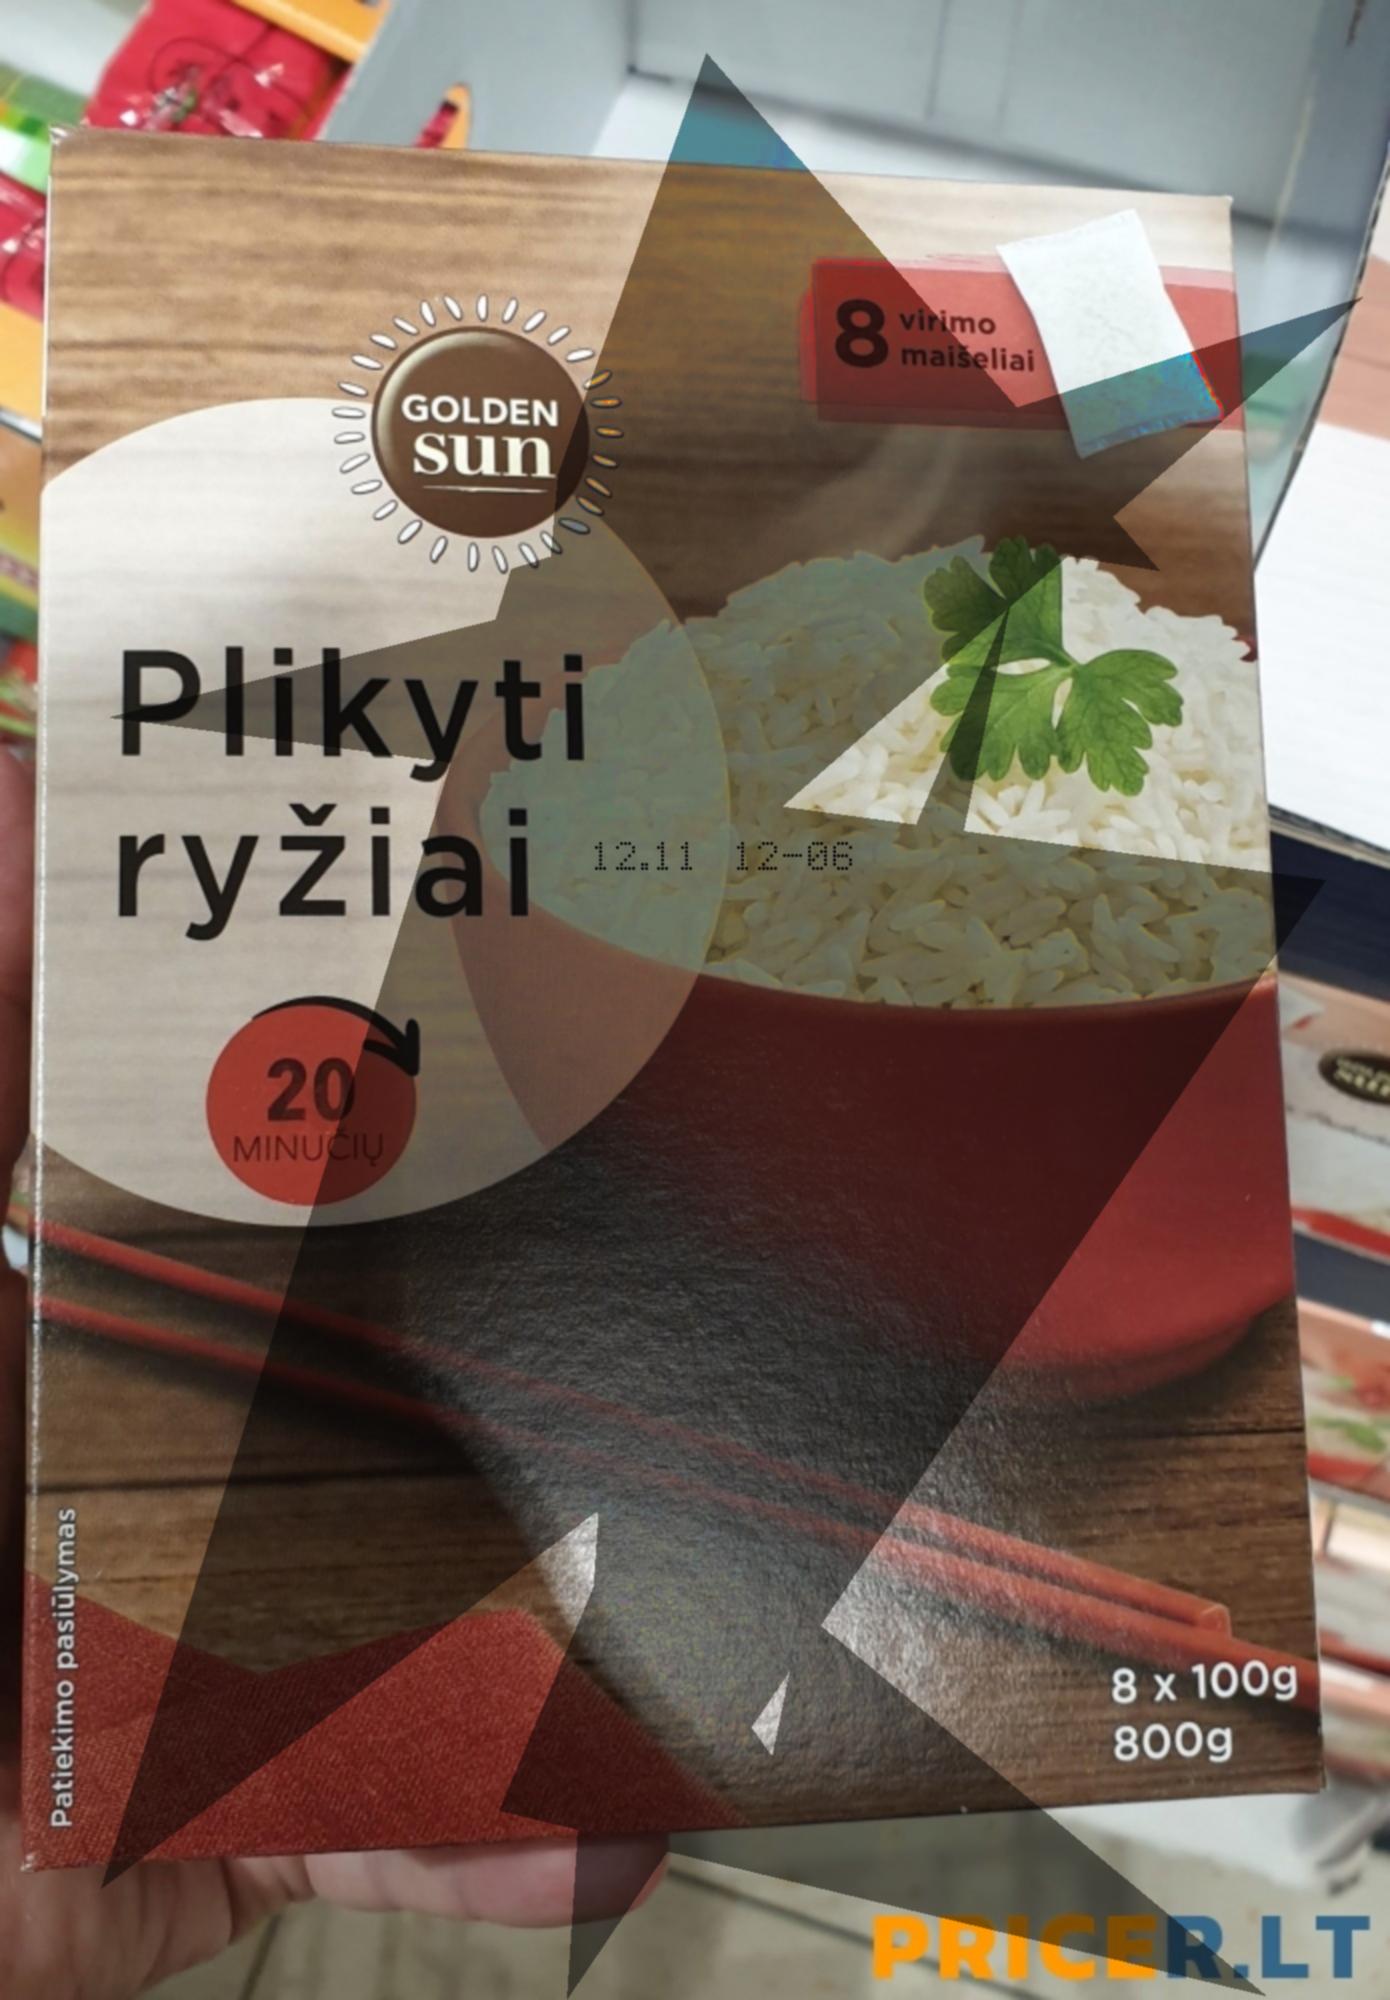 8 virimo
maišeliai
GOLDEN
sun
Plikyti
ryžiai
12.11 12-06
20
MINUČIŲ
Patiekimo pasiūlymas
8 x 100g
800g
PRICER.LT